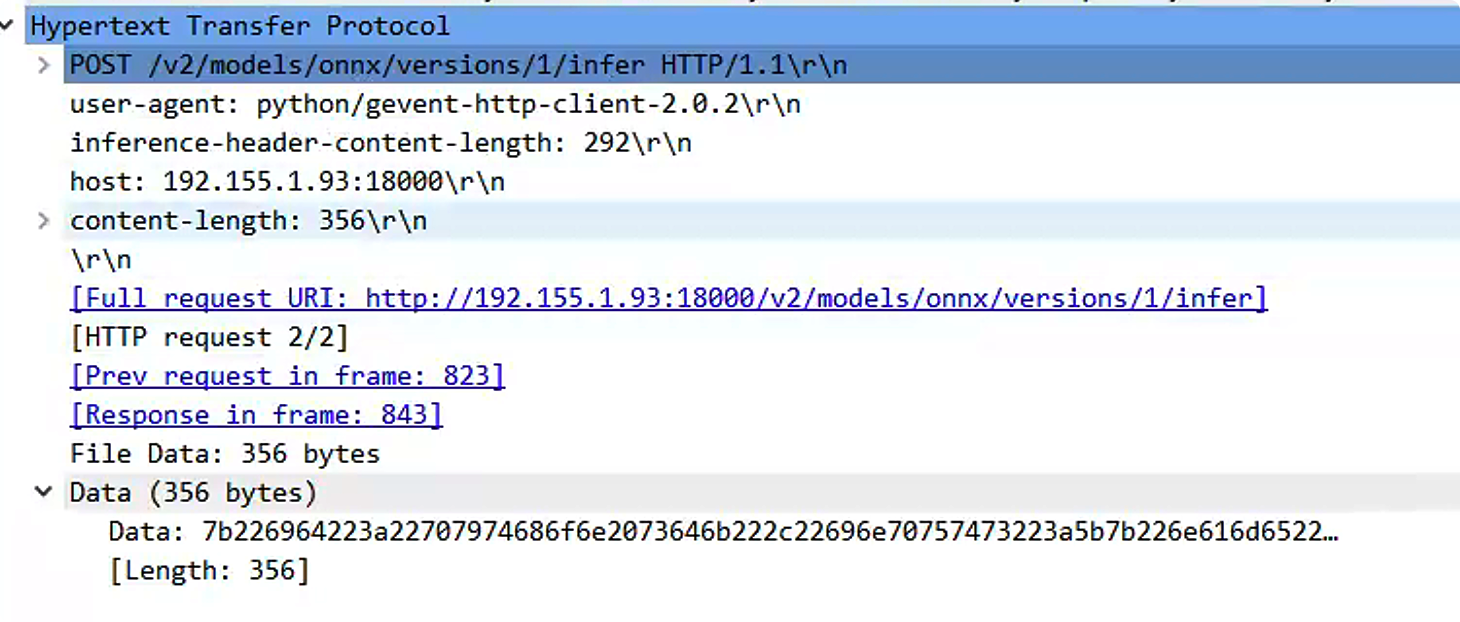 Hypertext Transfer Protocol
POST /v2/models/onnx/versions/1/infer HTTP/1.1\r\n
user-agent: python/gevent-http-client-2.0.2\r\n
inference-header-content-length: 292\r\n
host: 192.155.1.93:18000\r\n
content-length: 356\r\n
\r\n
[Full request URI: http://192.155.1.93:18000/v2/models/onnx/versions/1/infer]
[HTTP request 2/2]
[Prev request in frame: 823]
[Response in frame: 843]
File Data: 356 bytes
Data (356 bytes)
Data: 7b226964223a22707974686f6e2073646b222c22696e70757473223a5b7b226e616d6522…
[Length: 356]